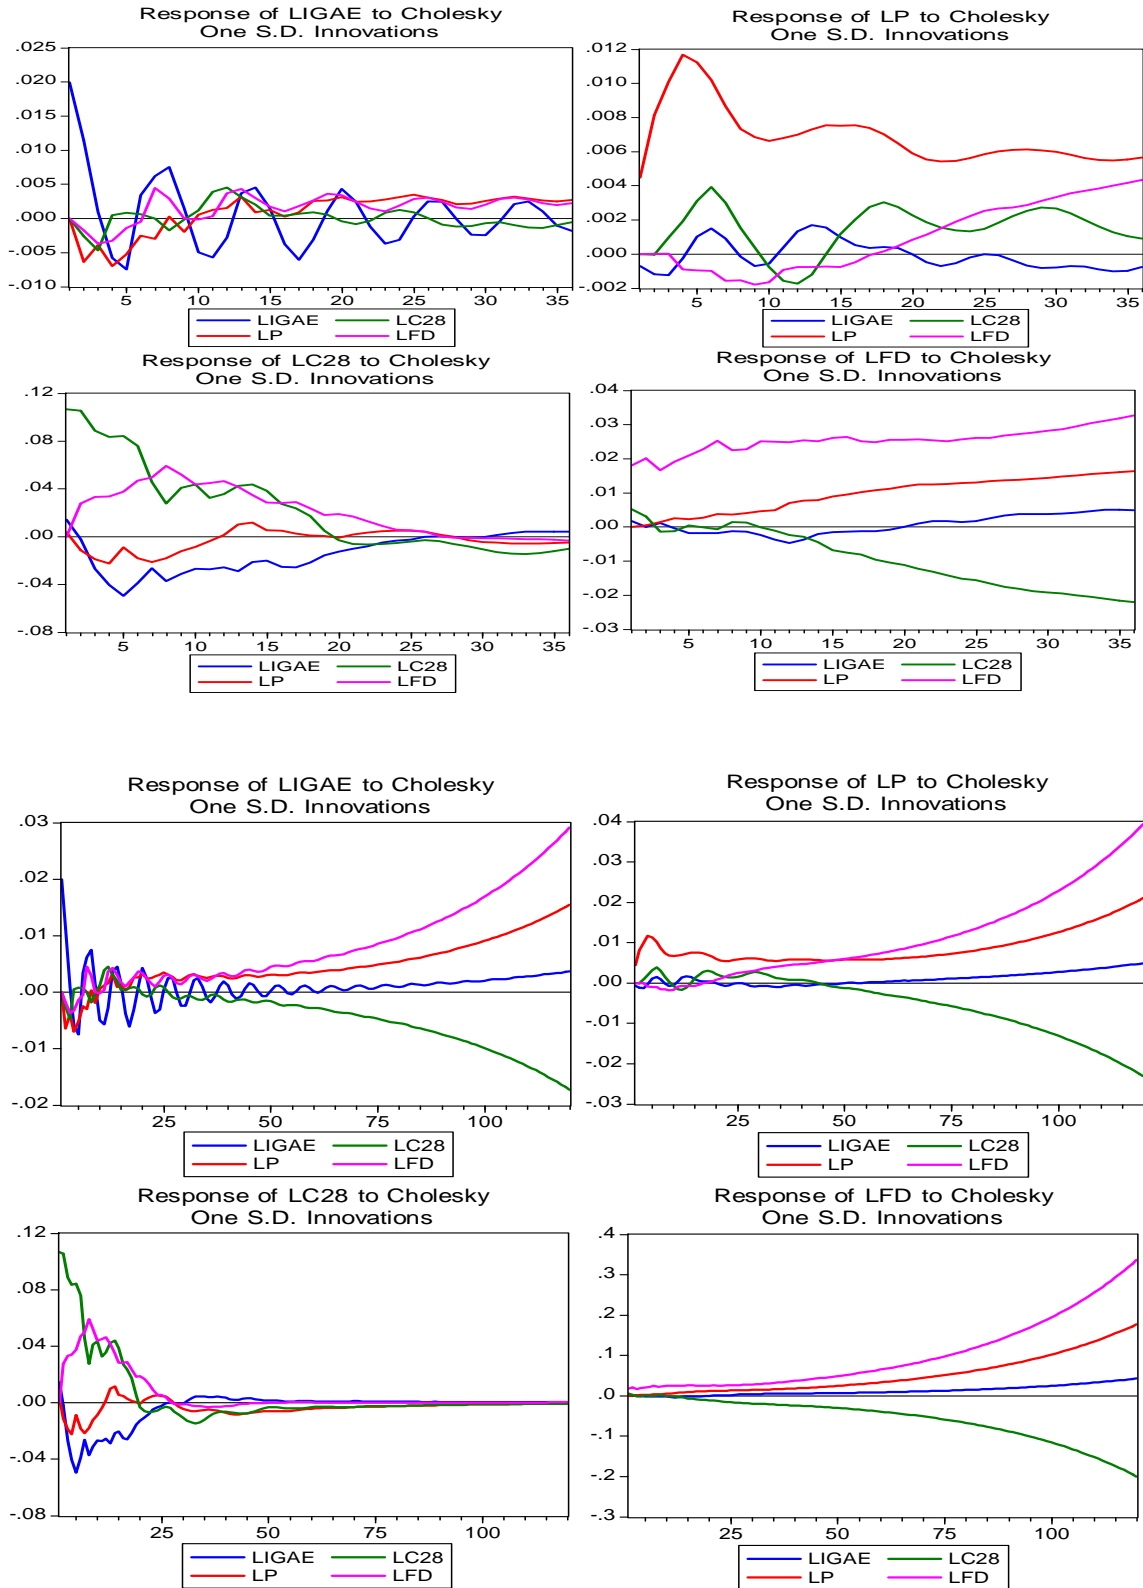 Response of LIGAE to Cholesky
One S.D. Innovations
.025
.020
.015
.010
.005
.000
-.005
-.010
5 10 15 20 25 30 35
LIGAE LC28
LP LFD
Response of LP to Cholesky
One S.D. Innovations
.012
.010
.008
.006
.004
.002
.000
-.002
5 10 15 20 25 30 35
LIGAE LC28
LP LFD
Response of LC28 to Cholesky
One S.D. Innovations
.12
.08
.04
.00
-.04
-.08
5 10 15 20 25 30 35
LIGAE LC28
LP LFD
Response of LFD to Cholesky
One S.D. Innovations
.04
.03
.02
.01
.00
-.01
-.02
-.03
5 10 15 20 25 30 35
LIGAE LC28
LP LFD
Response of LIGAE to Cholesky
One S.D. Innovations
.03
.02
.01
.00
-.01
-.02
25 50 75 100
LIGAE LC28
LP LFD
Response of LP to Cholesky
One S.D. Innovations
.04
.03
.02
.01
.00
-.01
-.02
-.03
25 50 75 100
LIGAE LC28
LP LFD
Response of LC28 to Cholesky
One S.D. Innovations
.12
.08
.04
.00
-.04
-.08
25 50 75 100
LIGAE LC28
LP LFD
Response of LFD to Cholesky
One S.D. Innovations
.4
.3
.2
.1
.0
-.1
-.2
-.3
25 50 75 100
LIGAE LC28
LP LFD